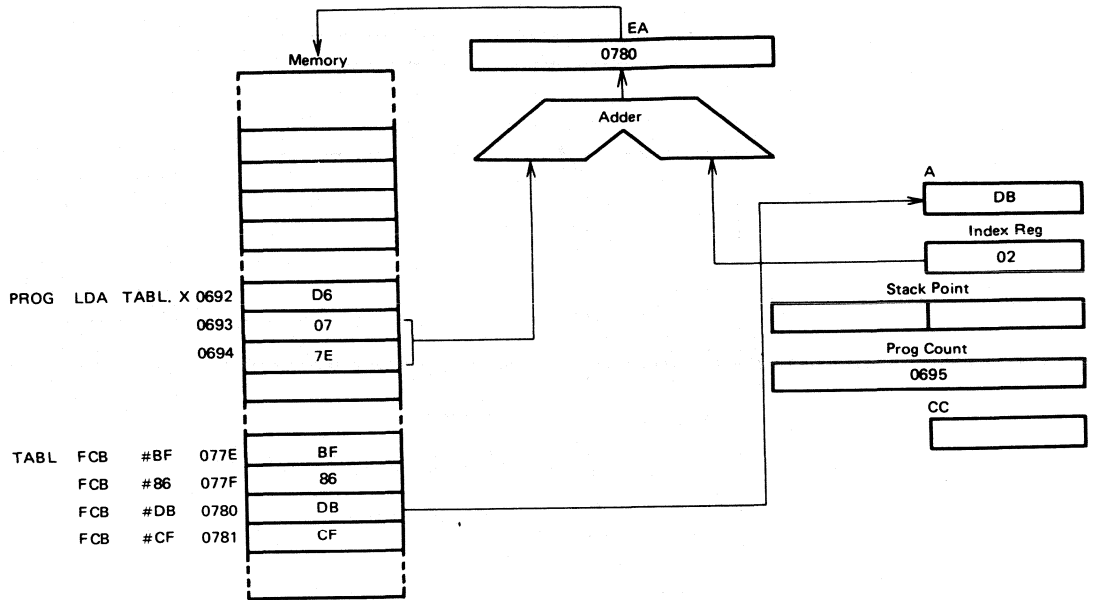 EA
0780
Memory
Adder
A
DB
Index Reg
02
PROG LDA TABL. X 0692 D6
0693 07
0694 7E
Stack Point
Prog Count
0695
CC
TABL FCB #BF 077E BF
FCB #86 077F 86
FCB #DB 0780 DB
FCB #CF 0781 CF